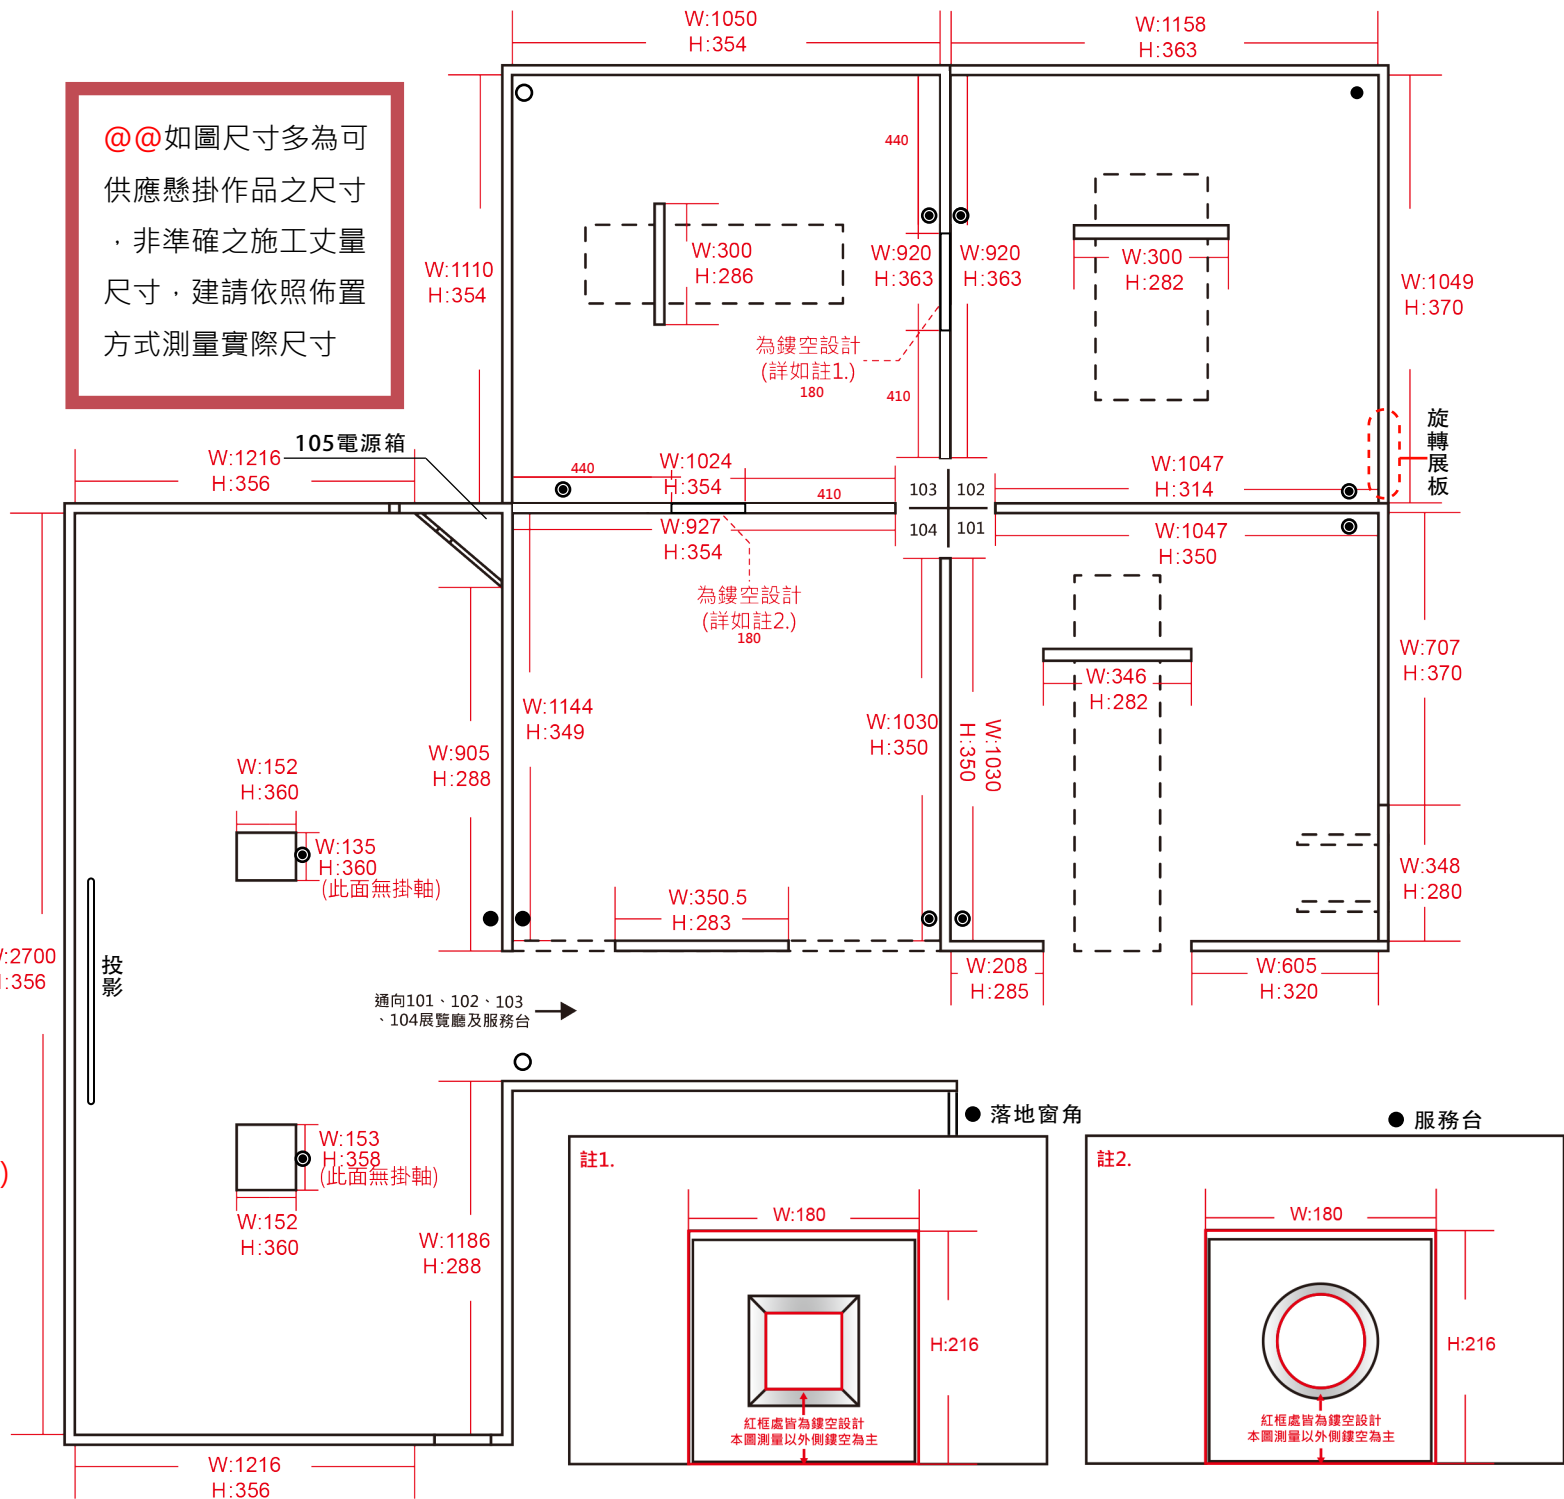 W:1050
H:354
W:1158
H:363
@@如圖尺寸多為可
供應懸掛作品之尺寸
，非準確之施工丈量
尺寸，建請依照佈置
方式測量實際尺寸
440
W:300
H:286
W:920
H:363
W:920
H:363
W:300
H:282
W:1110
H:354
W:1049
H:370
為鏤空設計
(詳如註1.)
180
410
旋轉展板
105電源箱
W:1216
H:356
440
W:1024
H:354
410
103
102
104
101
W:1047
H:314
W:927
H:354
W:1047
H:350
為鏤空設計
(詳如註2.)
180
W:707
H:370
W:346
H:282
W:1144
H:349
W:1030
H:350
W:1030
H:350
W:905
H:288
W:152
H:360
W:135
H:360
(此面無掛軸)
W:348
H:280
W:350.5
H:283
:2700
:356
投影
W:208
H:285
W:605
H:320
通向101、102、103
、104展覽廳及服務台
落地窗角
服務台
W:153
H:358
(此面無掛軸)
)
W:152
H:360
W:1186
H:288
註1.
W:180
H:216
紅框處皆為鏤空設計
本圖測量以外側鏤空為主
註2.
W:180
H:216
紅框處皆為鏤空設計
本圖測量以外側鏤空為主
W:1216
H:356